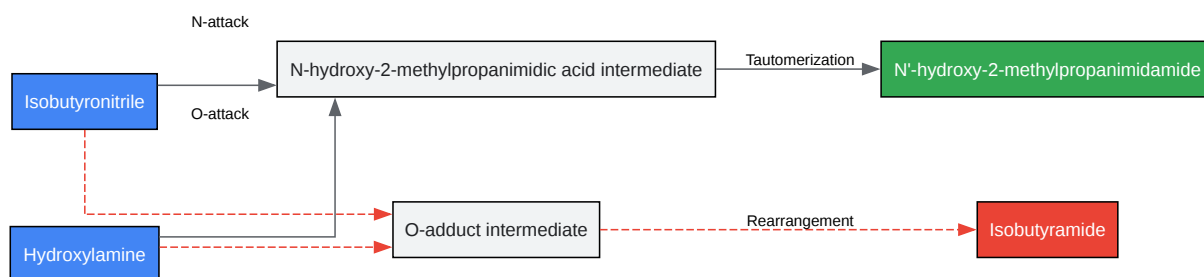 N-attack
N-hydroxy-2-methylpropanimidic acid intermediate
Tautomerization
N'-hydroxy-2-methylpropanimidamide
Isobutyronitrile
O-attack
O-adduct intermediate
Rearrangement
Isobutyramide
Hydroxylamine